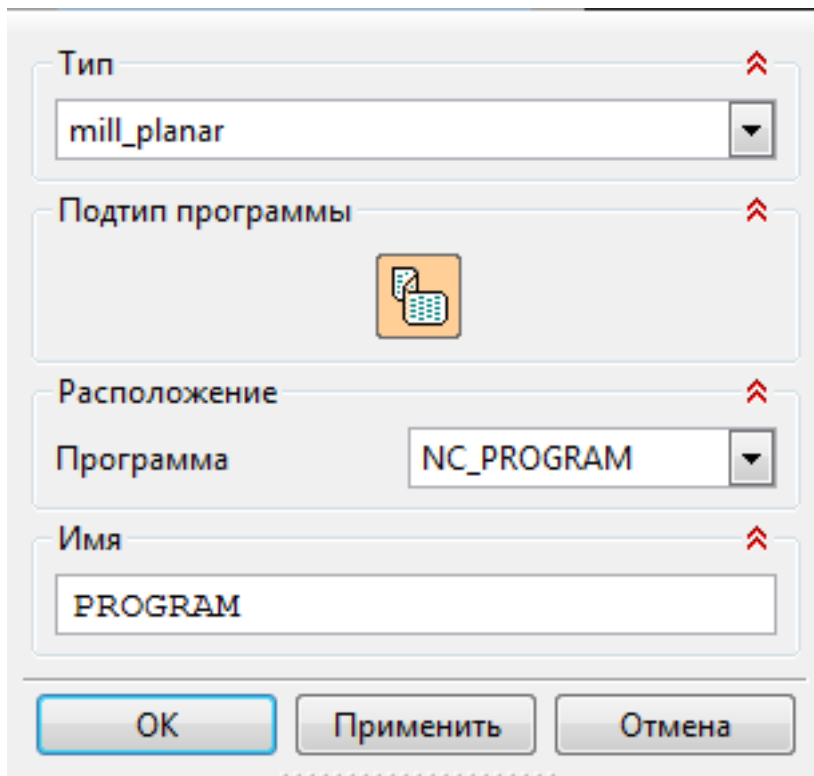 Тип
mill_planar
Подтип программы
Расположение
Программа NC_PROGRAM
Имя
PROGRAM
OK Применить Отмена